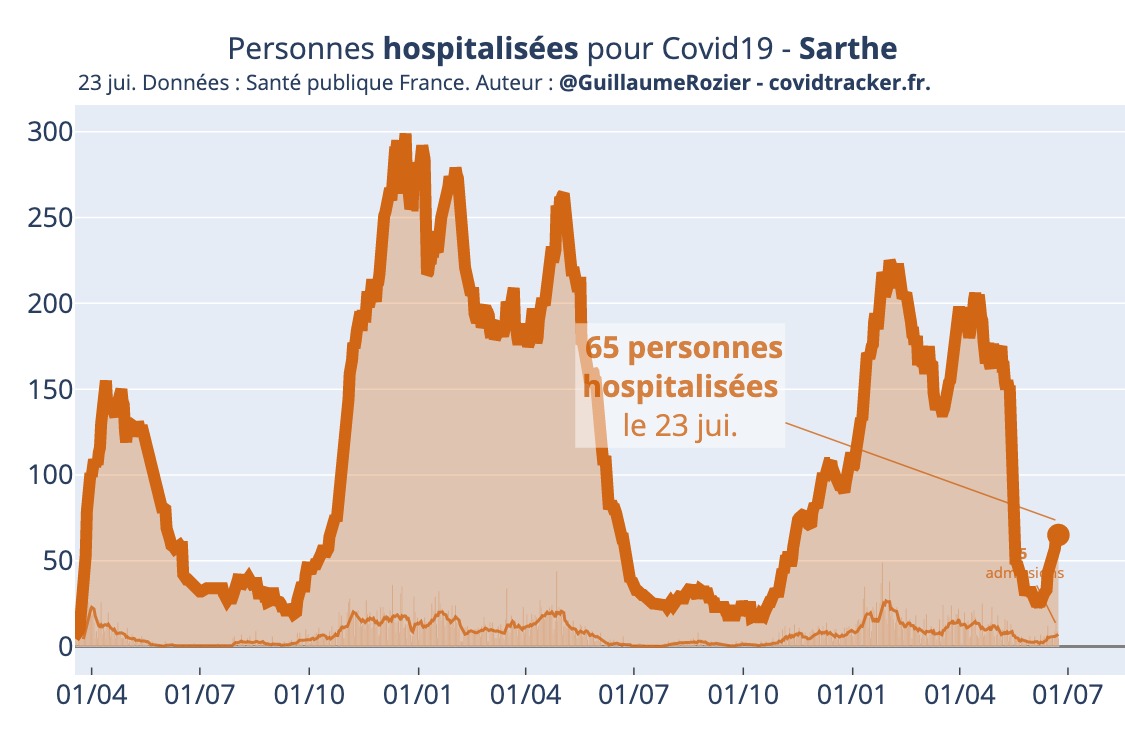 Personnes hospitalisées pour Covid19 - Sarthe
23 jui. Données : Santé publique France. Auteur : @GuillaumeRozier - covidtracker.fr.
300
250
200
150
100
50
0
65 personnes
hospitalisées
le 23 jui.
admissions
01/04 01/07 01/10 01/01 01/04 01/07 01/10 01/01 01/04 01/07